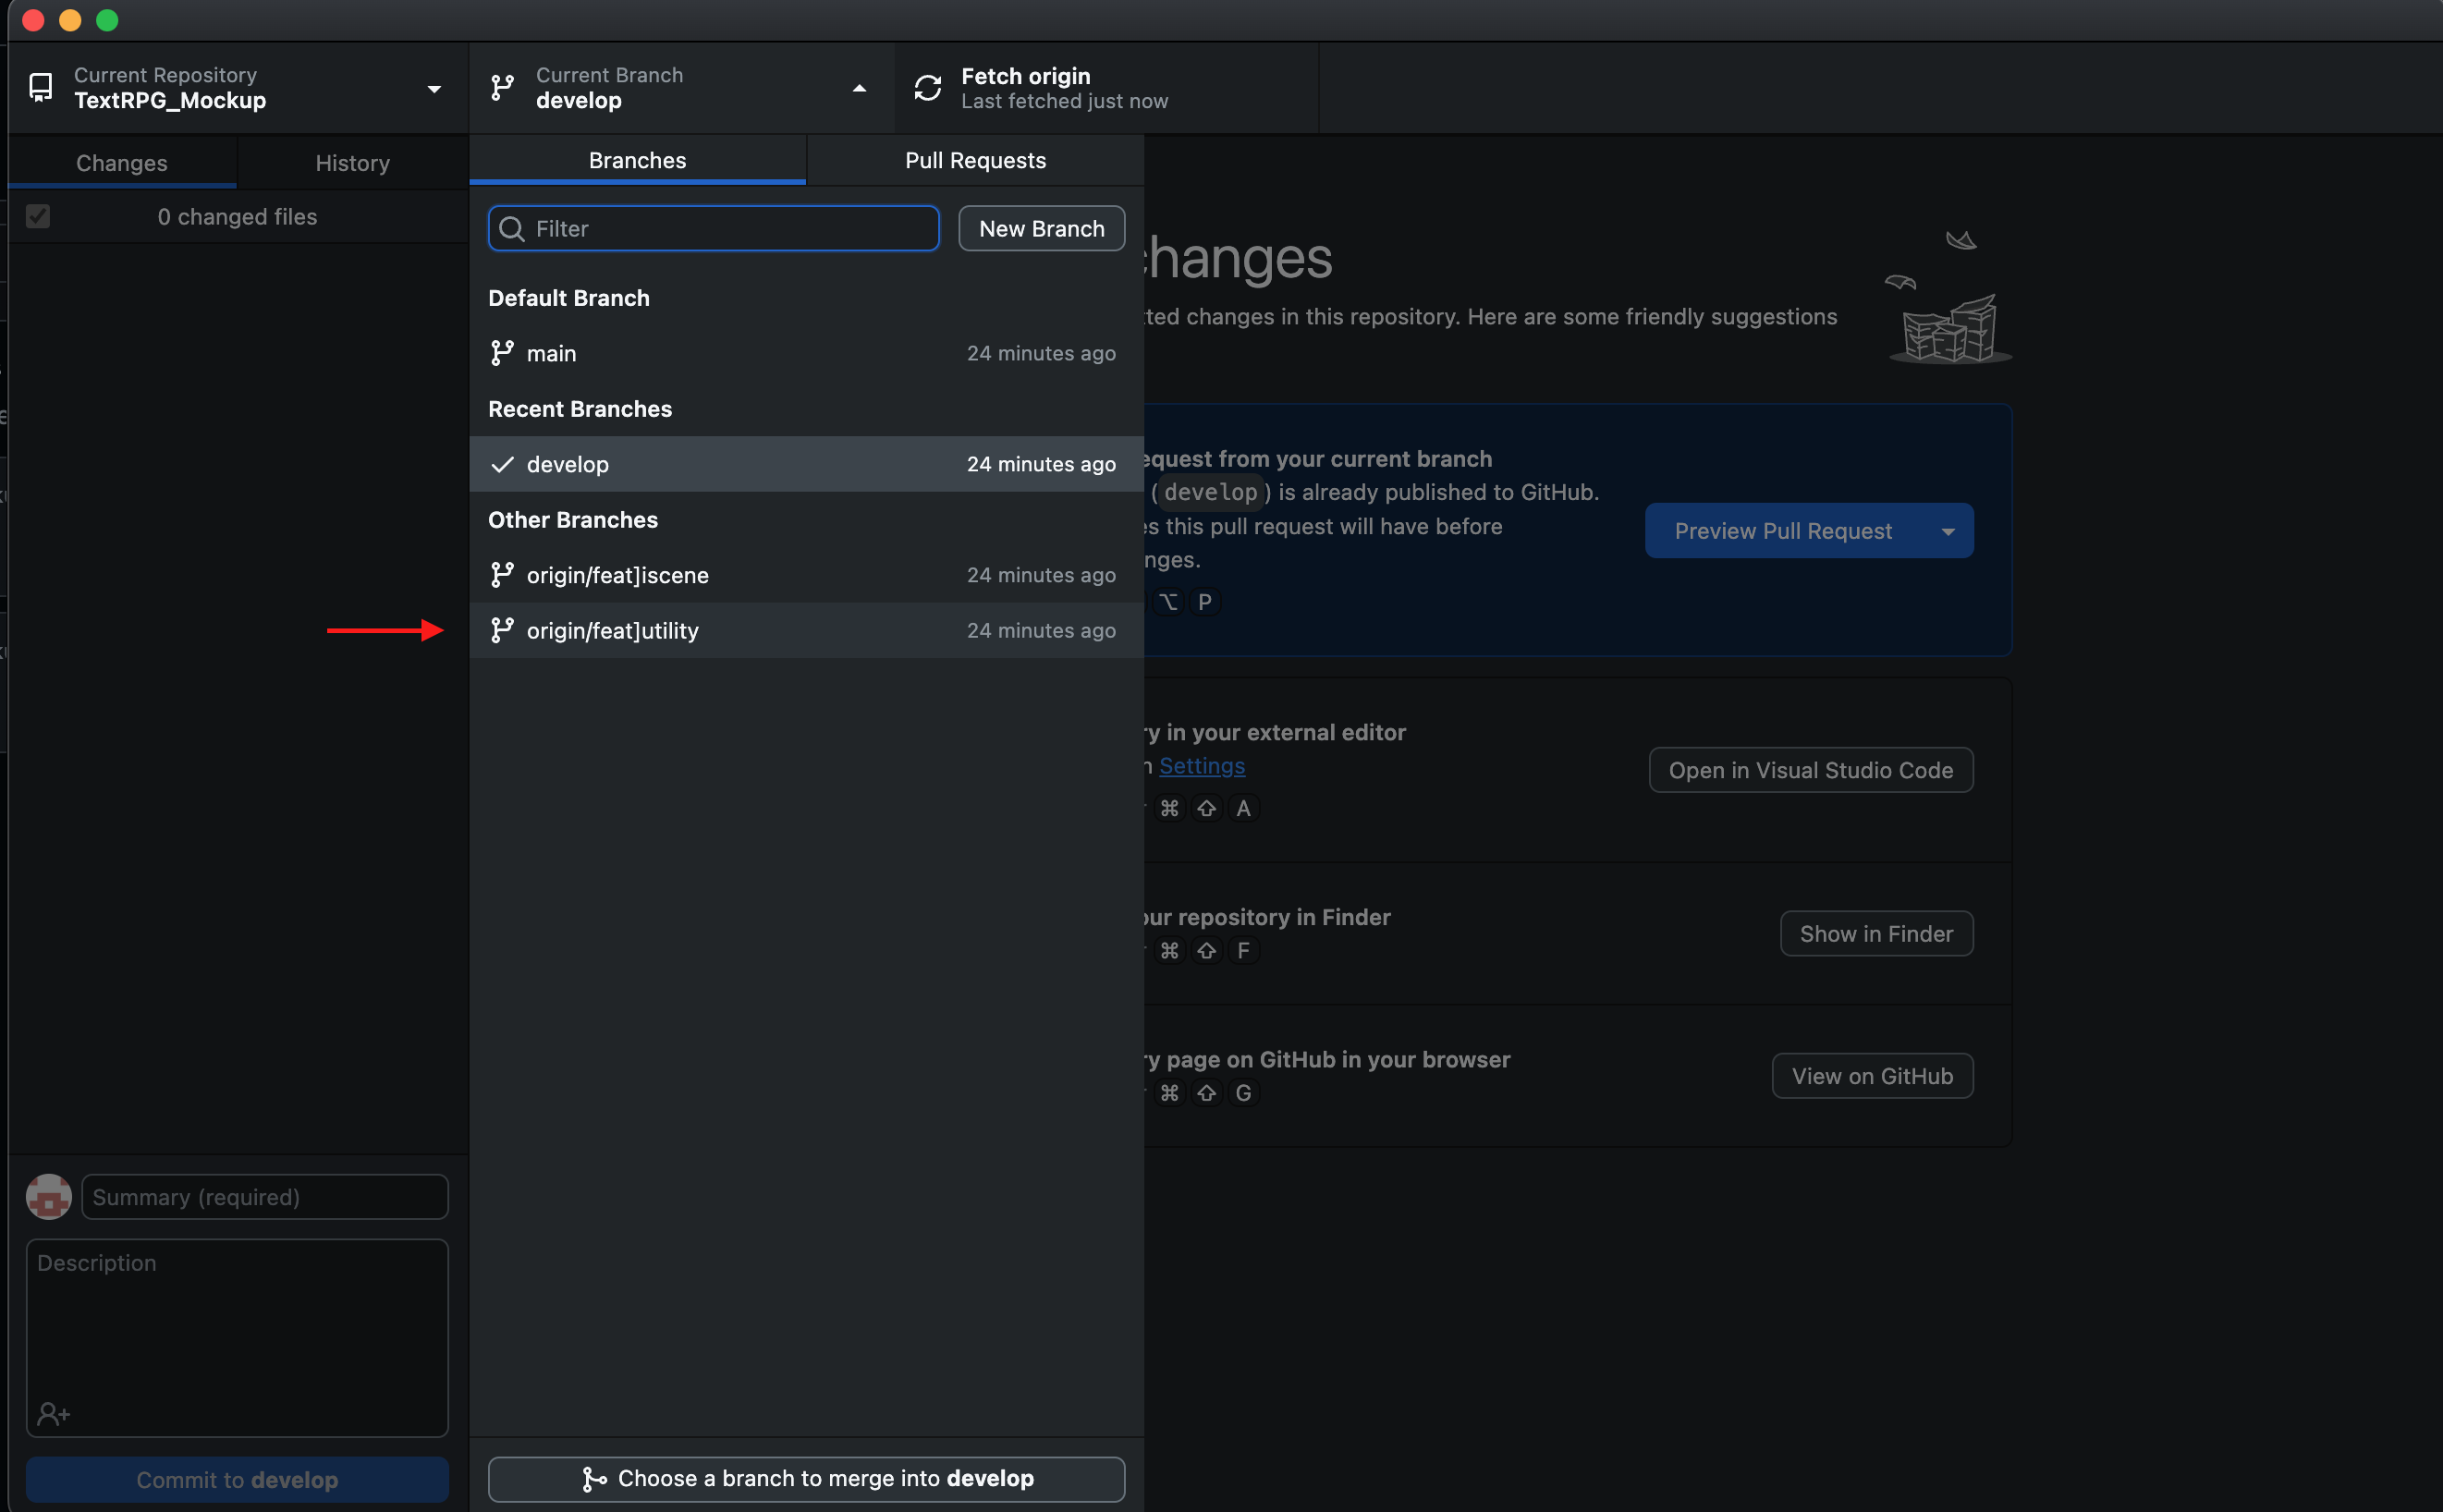 Current Repository
TextRPG_Mockup
Current Branch
develop
Fetch origin
Last fetched just now
Changes
History
0 changed files
Branches
Pull Requests
Filter
New Branch
Default Branch
main 24 minutes ago
Recent Branches
develop 24 minutes ago
Other Branches
origin/feat]iscene 24 minutes ago
origin/feat]utility 24 minutes ago
Choose a branch to merge into develop
hanges
ted changes in this repository. Here are some friendly suggestions
equest from your current branch
(develop) is already published to GitHub.
es this pull request will have before
nges.
⌥ P
Preview Pull Request
ry in your external editor
n Settings
⌘ ⇧ A
Open in Visual Studio Code
our repository in Finder
⌘ ⇧ F
Show in Finder
ry page on GitHub in your browser
⌘ ⇧ G
View on GitHub
Summary (required)
Description
Commit to develop